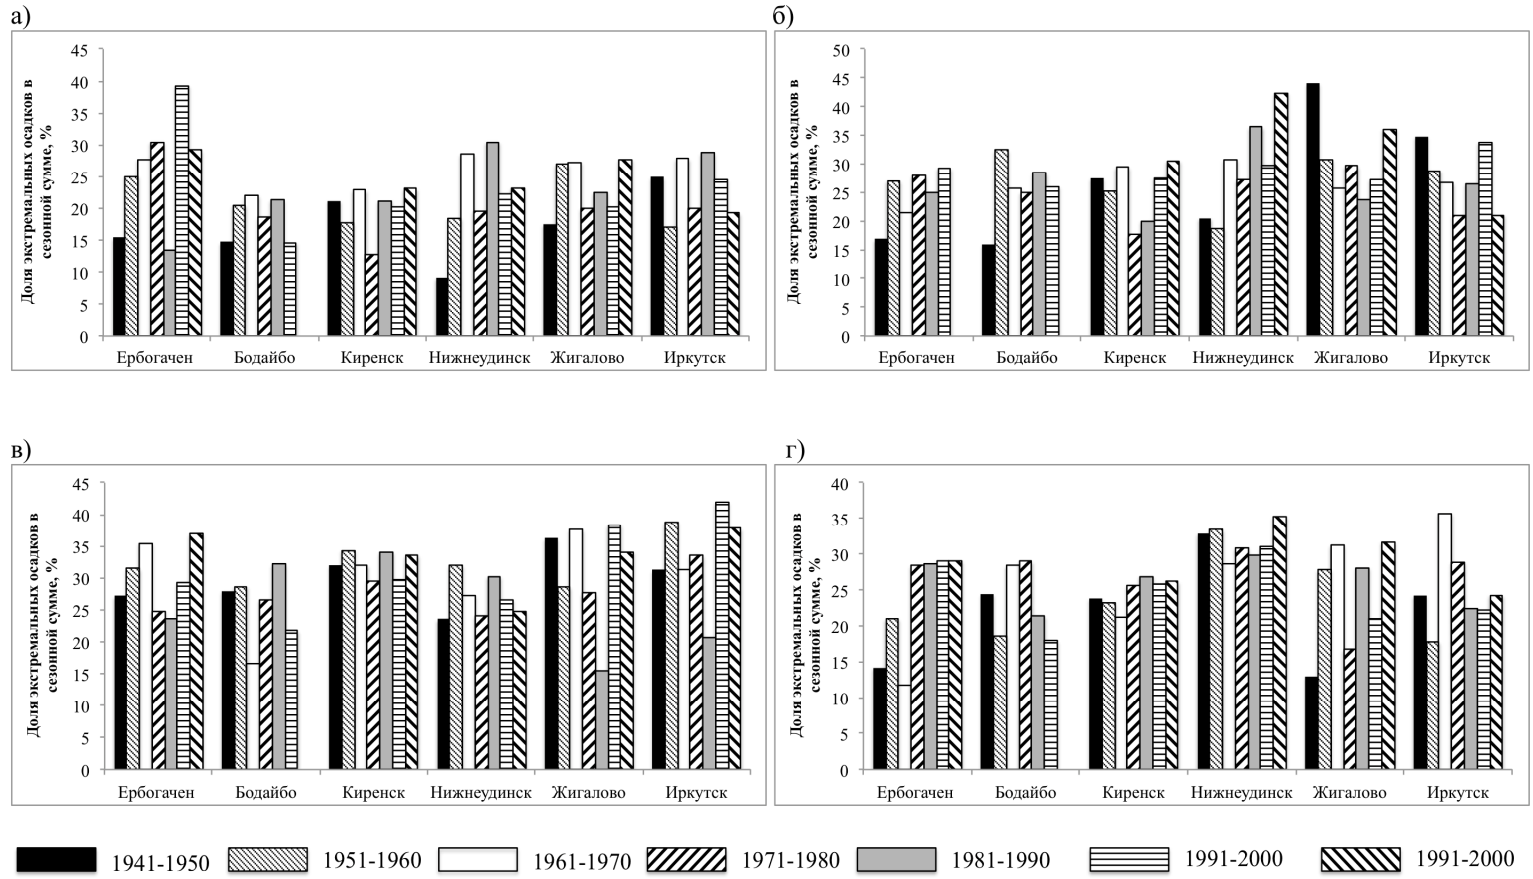 а)
45
40
35
30
25
20
15
10
5
0
Доля экстремальных осадков в
сезонной сумме, %
Ербогачен Бодайбо Киренск Нижнеудинск Жигалово Иркутск
б)
50
45
40
35
30
25
20
15
10
5
0
Доля экстремальных осадков в
сезонной сумме, %
Ербогачен Бодайбо Киренск Нижнеудинск Жигалово Иркутск
в)
45
40
35
30
25
20
15
10
5
0
Доля экстремальных осадков в
сезонной сумме, %
Ербогачен Бодайбо Киренск Нижнеудинск Жигалово Иркутск
г)
40
35
30
25
20
15
10
5
0
Доля экстремальных осадков в
сезонной сумме, %
Ербогачен Бодайбо Киренск Нижнеудинск Жигалово Иркутск
1941-1950 1951-1960 1961-1970 1971-1980 1981-1990 1991-2000 1991-2000